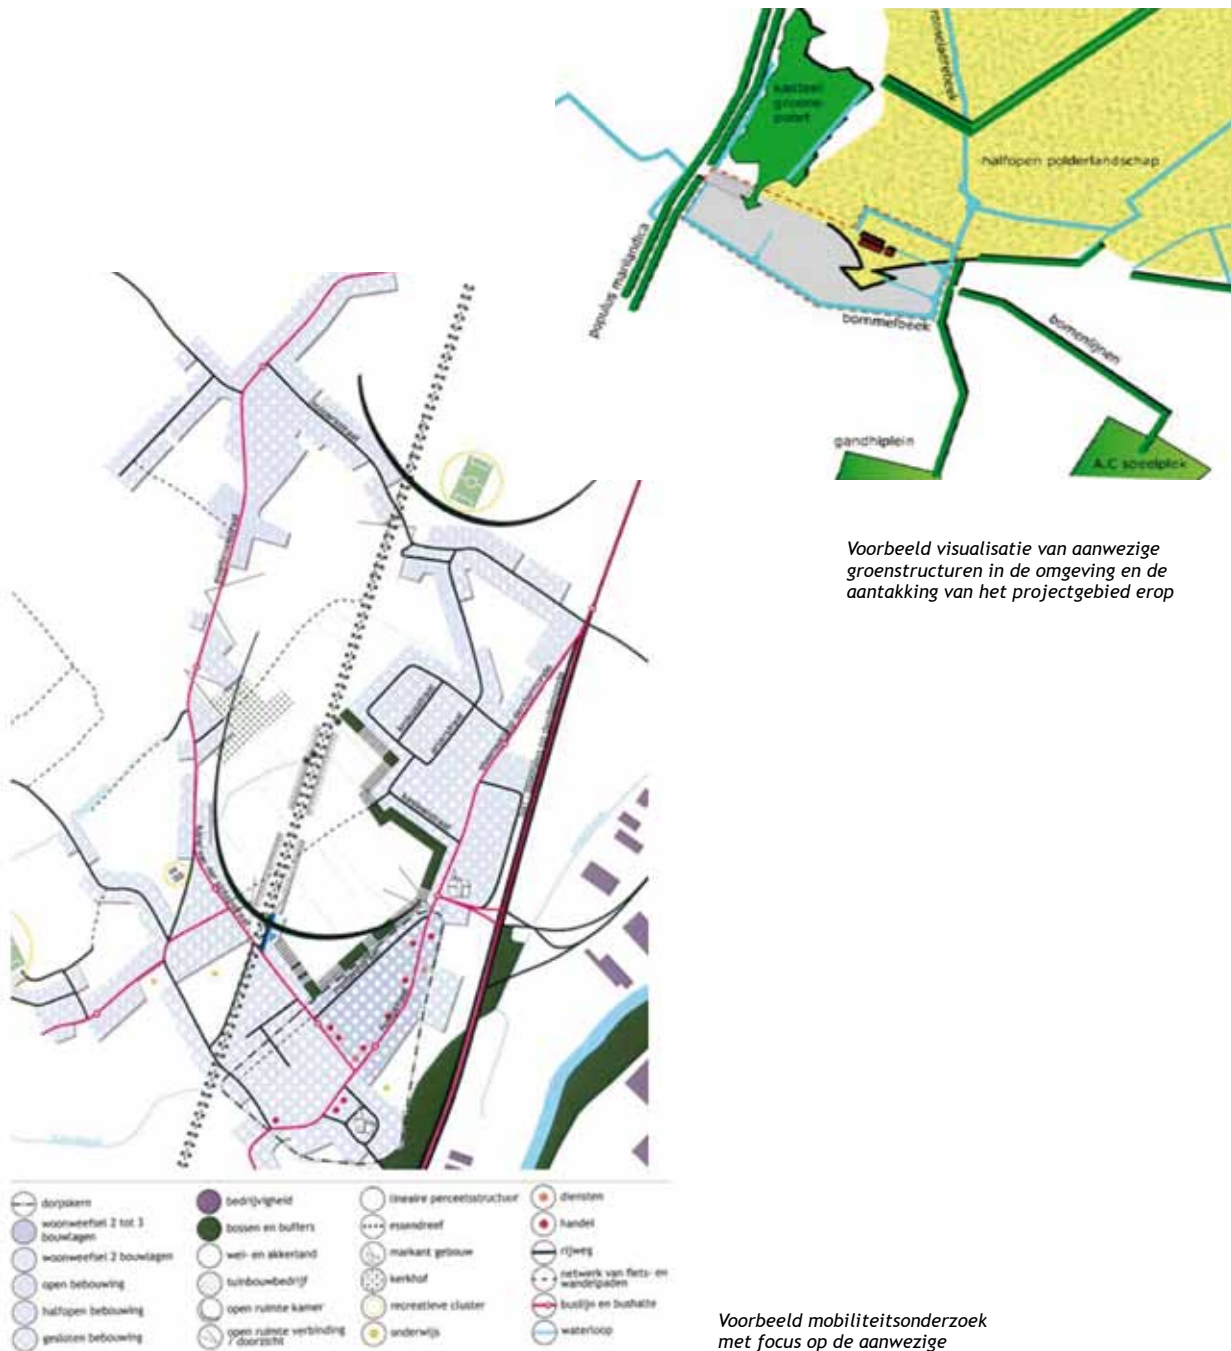 kasteel
groene
poort
halfopen polderlandschap
populus marilandica
bommelbeek
bomenlijnen
gandhiplein
A.C speelplek
Voorbeeld visualisatie van aanwezige
groenstructuren in de omgeving en de
aantakking van het projectgebied erop
dorpskern
woonweefsel 2 tot 3
bouwlagen
woonweefsel 2 bouwlagen
open bebouwing
halfopen bebouwing
gesloten bebouwing
bedrijvigheid
bossen en buffers
wei- en akkerland
tuinbouwbedrijf
open ruimte kamer
open ruimte verbinding
/ doorzicht
lineaire perceelsstructuur
essendreef
markant gebouw
kerkhof
recreatieve cluster
onderwijs
diensten
handel
rijweg
netwerk van fiets- en
wandelpaden
buslijn en bushalte
waterloop
Voorbeeld mobiliteitsonderzoek
met focus op de aanwezige